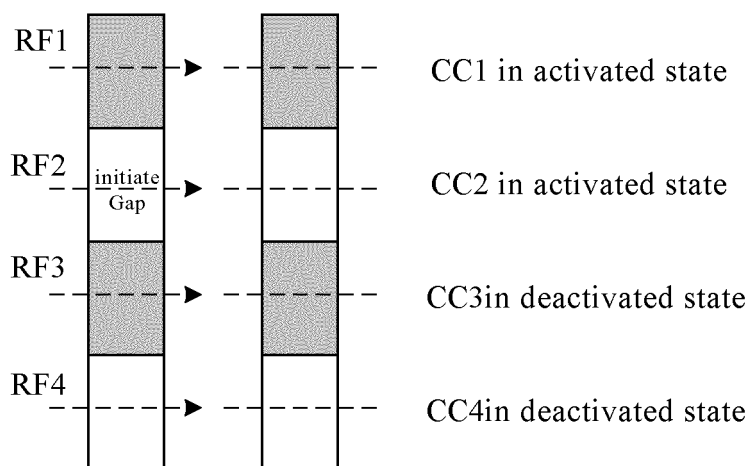 RF1
CC1 in activated state
RF2
initiate
Gap
CC2 in activated state
RF3
CC3in deactivated state
RF4
CC4in deactivated state